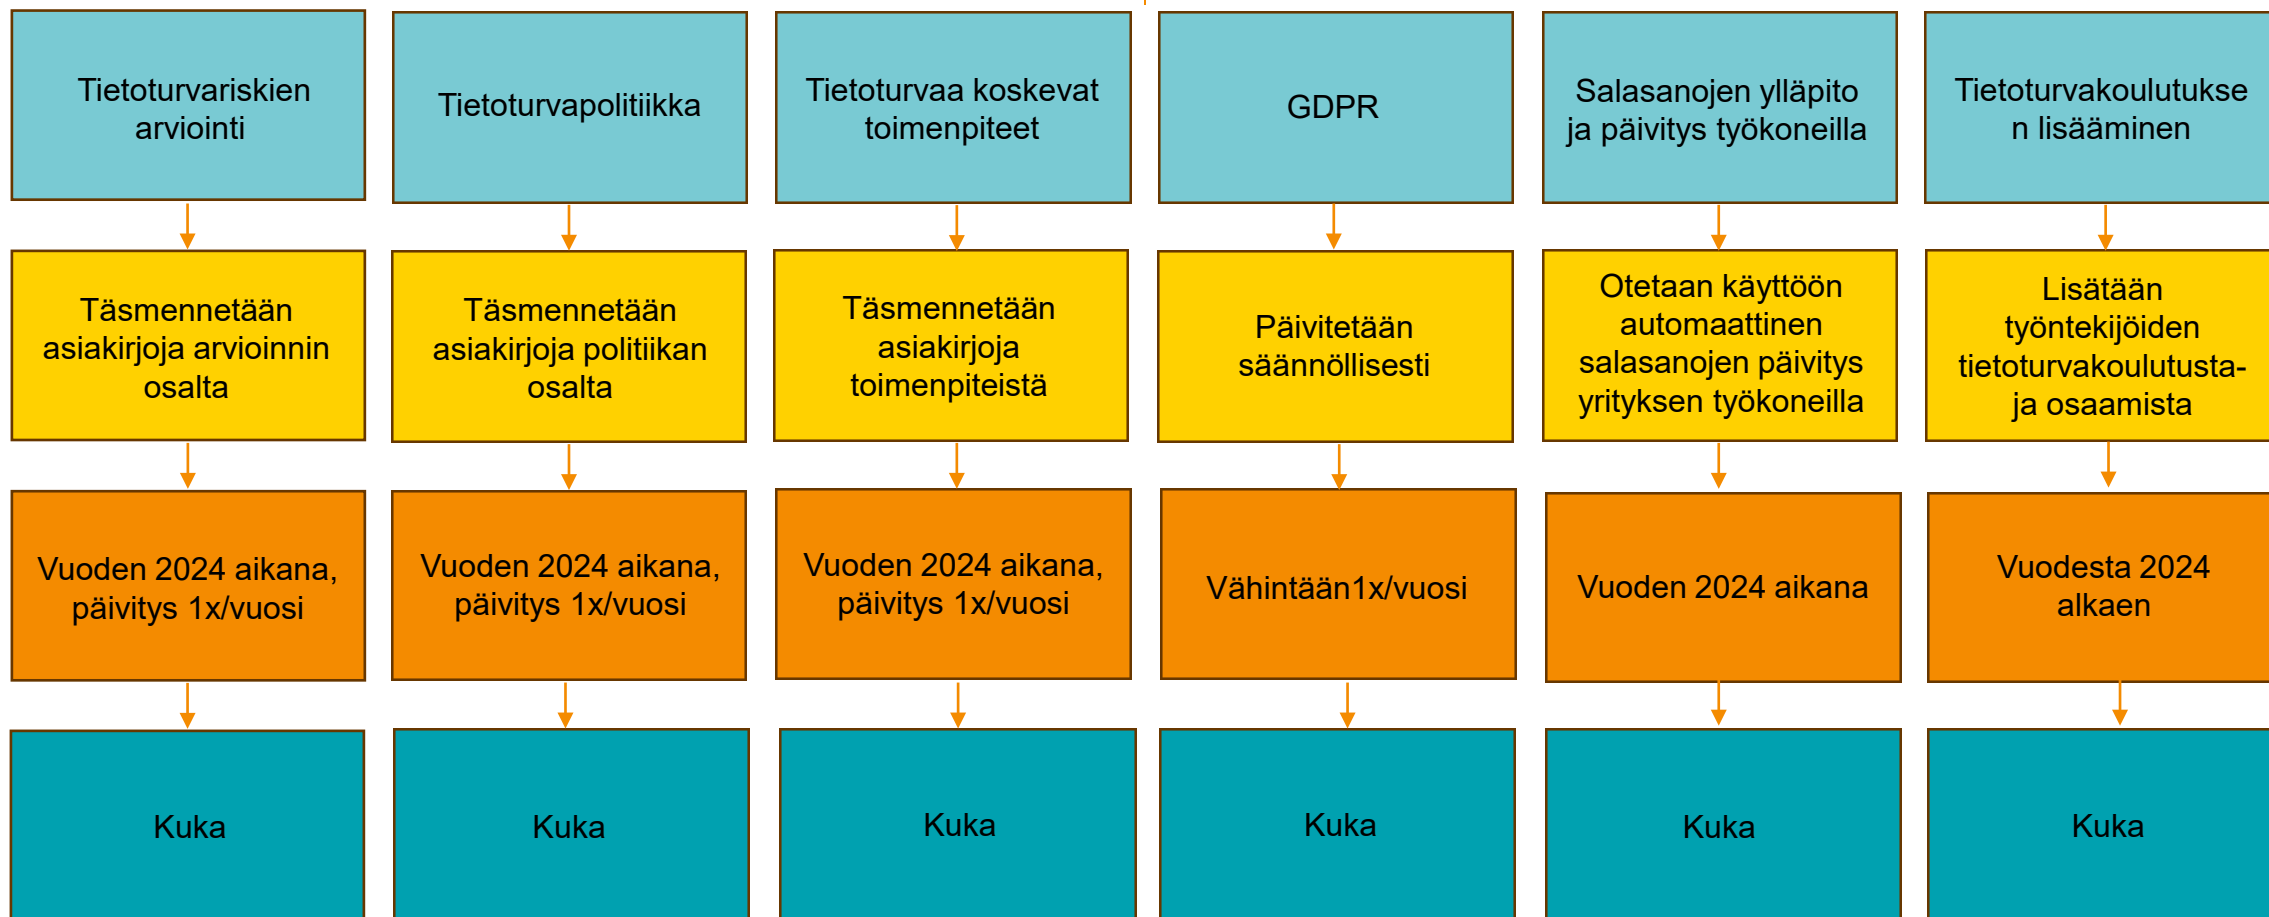 Tietoturvariskien
arviointi
Tietoturvapolitiikka
Tietoturvaa koskevat
toimenpiteet
GDPR
Salasanojen ylläpito
ja päivitys työkoneilla
Tietoturvakoulutukse
n lisääminen
Täsmennetään
asiakirjoja arvioinnin
osalta
Täsmennetään
asiakirjoja politiikan
osalta
Täsmennetään
asiakirjoja
toimenpiteistä
Päivitetään
säännöllisesti
Otetaan käyttöön
automaattinen
salasanojen päivitys
yrityksen työkoneilla
Lisätään
työntekijöiden
tietoturvakoulutusta-
ja osaamista
Vuoden 2024 aikana,
päivitys 1x/vuosi
Vuoden 2024 aikana,
päivitys 1x/vuosi
Vuoden 2024 aikana,
päivitys 1x/vuosi
Vähintään1x/vuosi
Vuoden 2024 aikana
Vuodesta 2024
alkaen
Kuka
Kuka
Kuka
Kuka
Kuka
Kuka